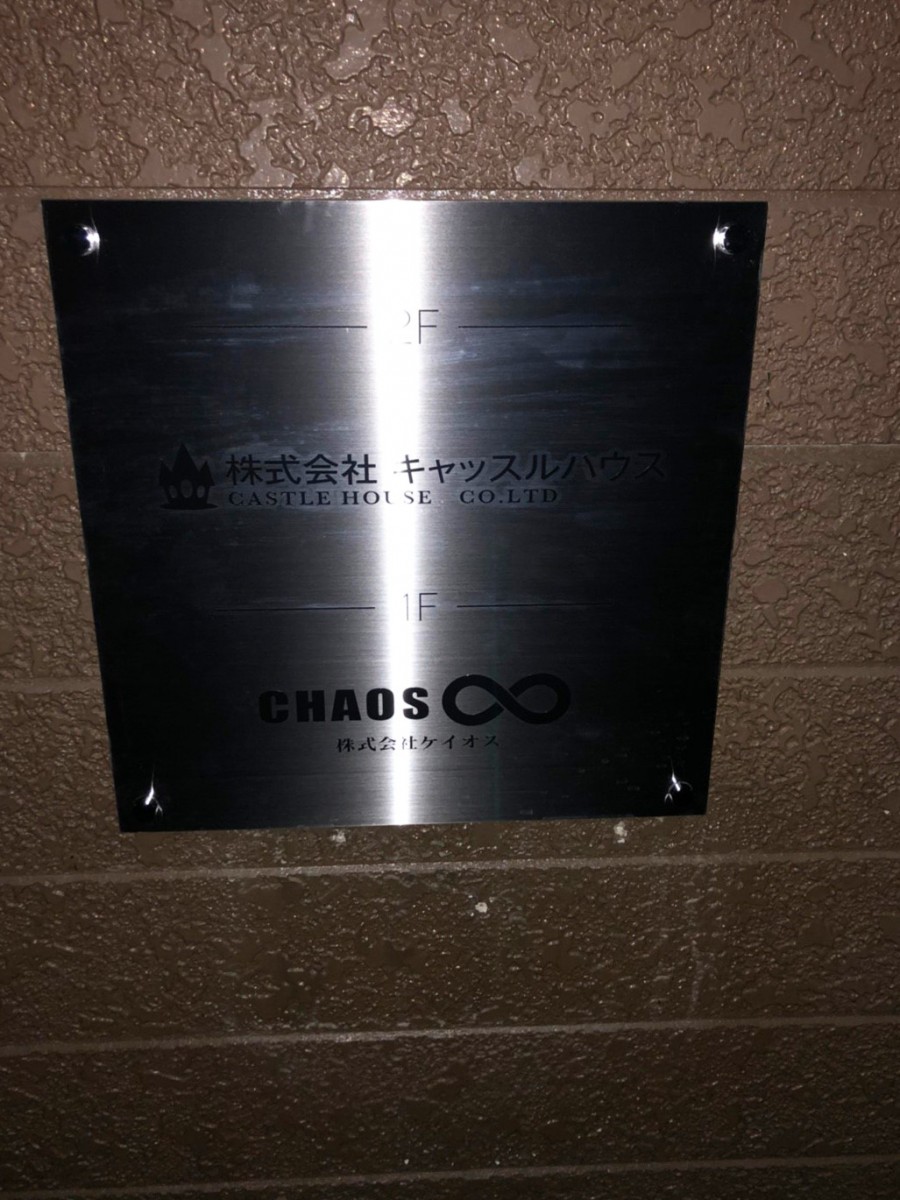 2F
株式会社 キャッスルハウス
CASTLE HOUSE. CO.LTD
1F
CHAOS∞
株式会社ケイオス